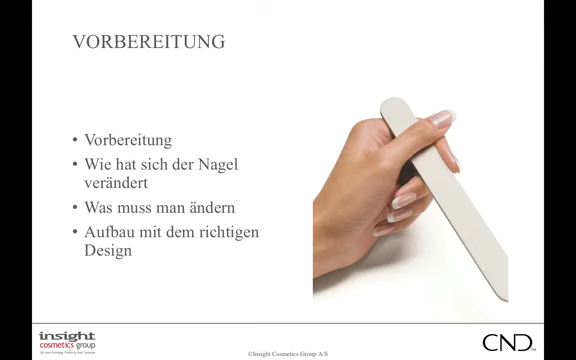 VORBEREITUNG
• Vorbereitung
• Wie hat sich der Nagel
verändert
• Was muss man ändern
• Aufbau mit dem richtigen
Design
insight
cosmetics group
©Insight Cosmetics Group A/S
CND